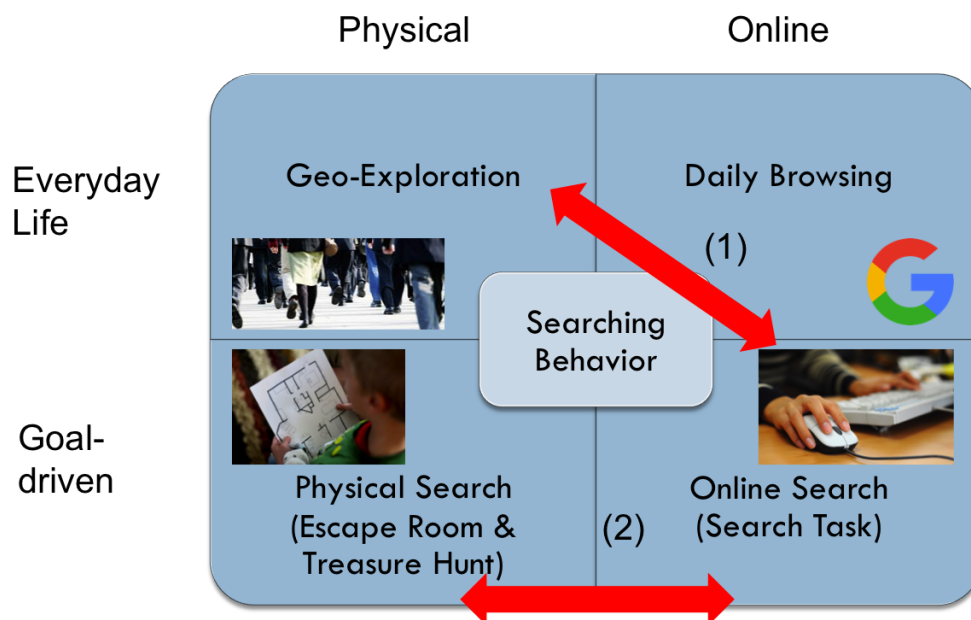 Physical
Online
Everyday
Life
Geo-Exploration
Daily Browsing
(1)
Searching
Behavior
Goal-
driven
Physical Search
(Escape Room &
Treasure Hunt)
(2)
Online Search
(Search Task)